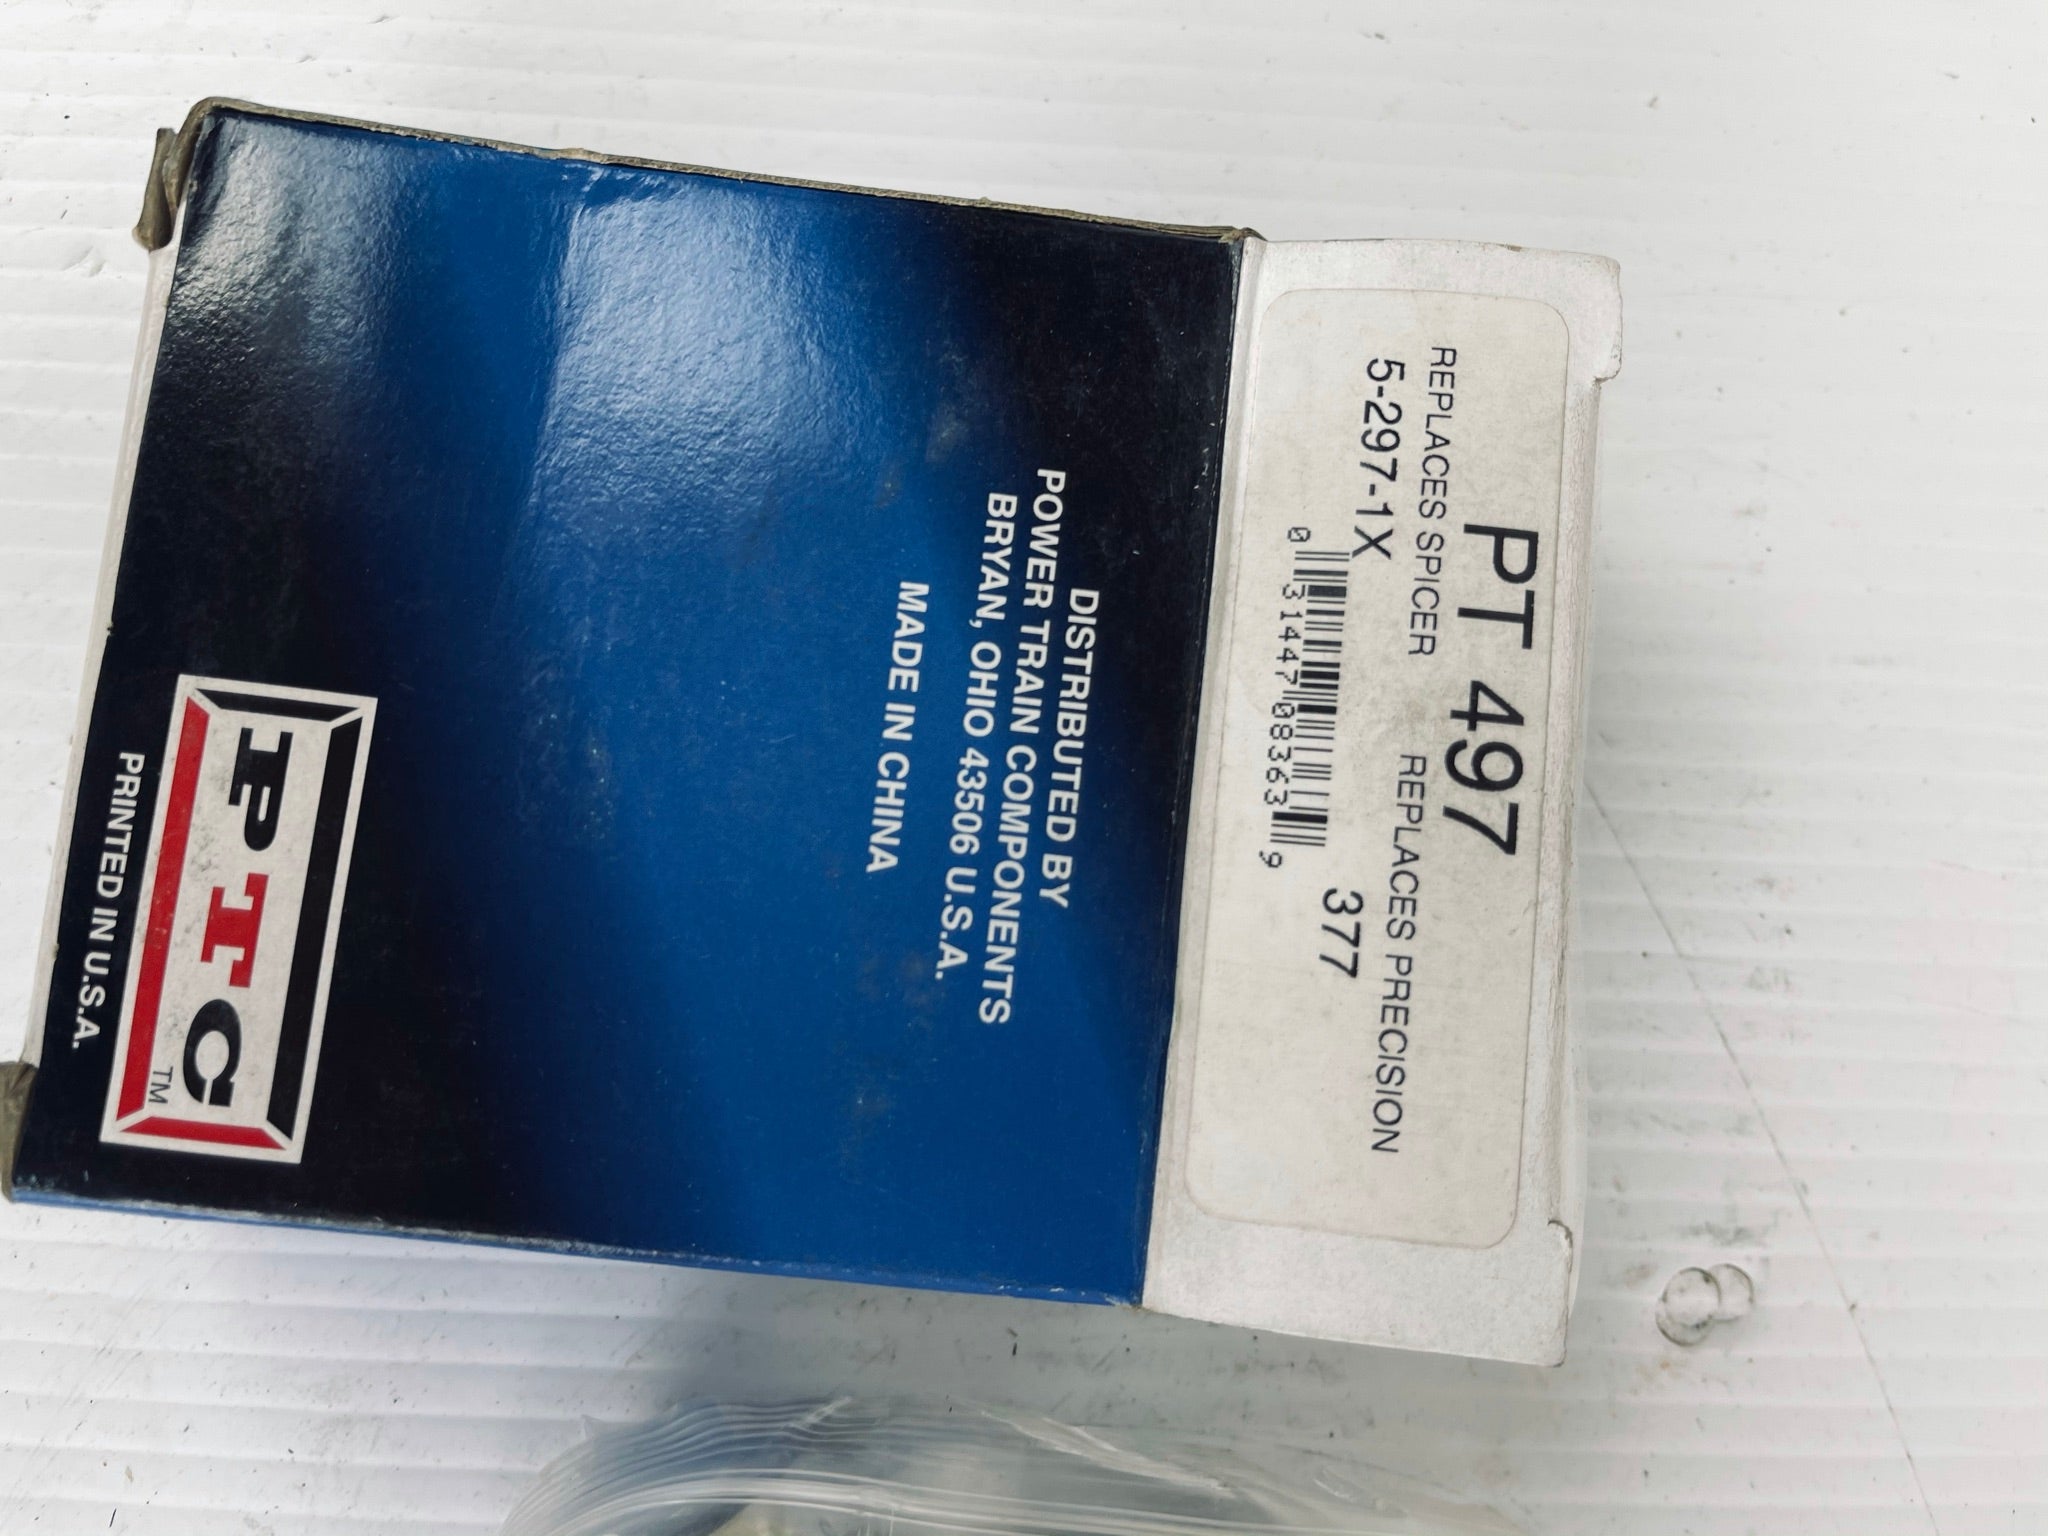 PT 497
REPLACES SPICER REPLACES PRECISION
5-297-1X 377
0 31447 08363 9
DISTRIBUTED BY
POWER TRAIN COMPONENTS
BRYAN, OHIO 43506 U.S.A.
MADE IN CHINA
PTC TM
PRINTED IN U.S.A.